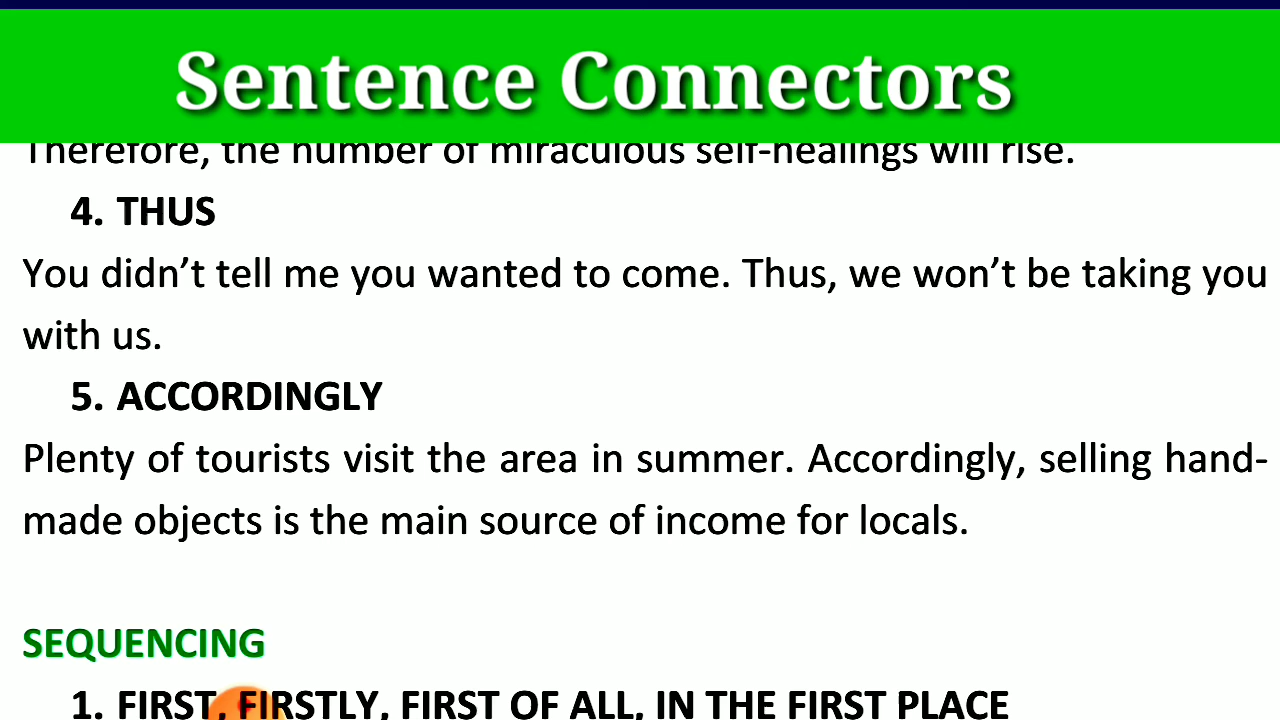 Sentence Connectors
Therefore, the number of miraculous self-healings will rise.
4. THUS
You didn’t tell me you wanted to come. Thus, we won’t be taking you
with us.
5. ACCORDINGLY
Plenty of tourists visit the area in summer. Accordingly, selling hand-
made objects is the main source of income for locals.
SEQUENCING
1. FIRST, FIRSTLY, FIRST OF ALL, IN THE FIRST PLACE